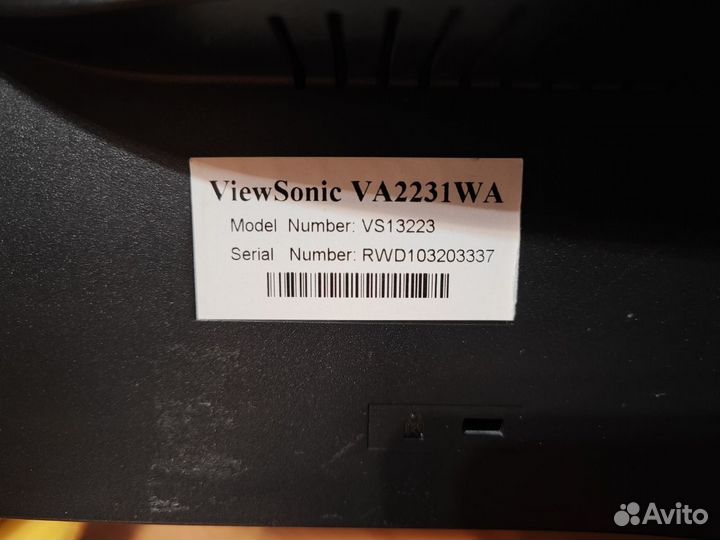 ViewSonic VA2231WA
Model Number: VS13223
Serial Number: RWD103203337
Avito